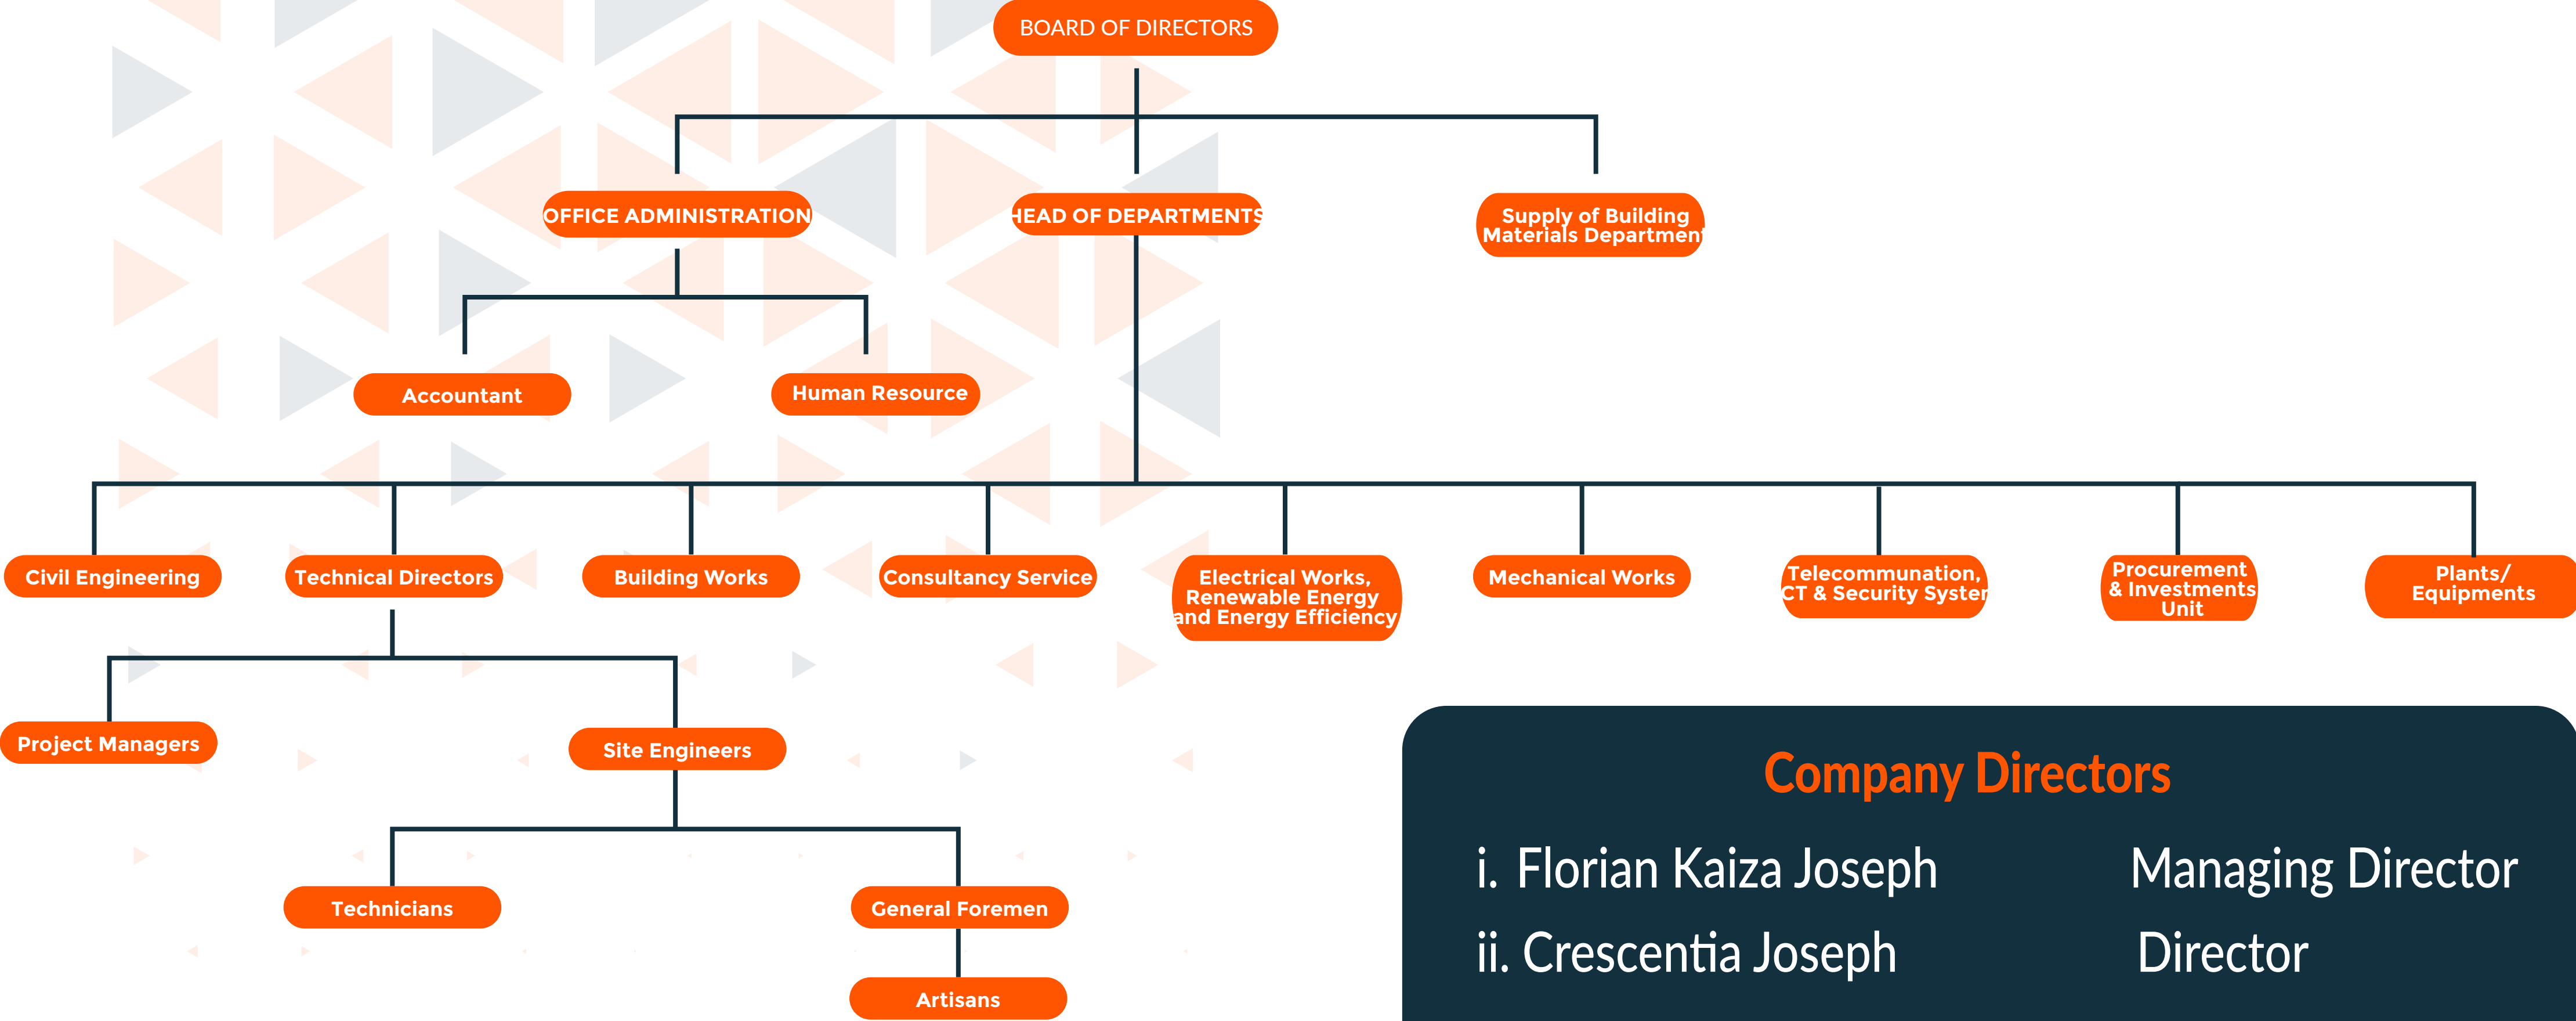 BOARD OF DIRECTORS
OFFICE ADMINISTRATION
HEAD OF DEPARTMENTS
Supply of Building
Materials Department
Accountant
Human Resource
Civil Engineering
Technical Directors
Building Works
Consultancy Service
Electrical Works,
Renewable Energy
and Energy Efficiency
Mechanical Works
Telecommunation,
CT & Security System
Procurement
& Investments
Unit
Plants/
Equipments
Project Managers
Site Engineers
Technicians
General Foremen
Artisans
Company Directors
i. Florian Kaiza Joseph Managing Director
ii. Crescentia Joseph Director